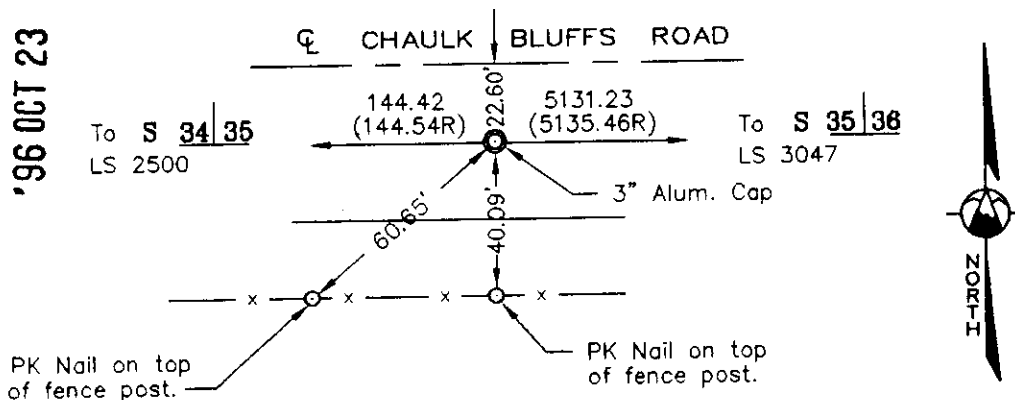 '96 OCT 23
℄ CHAULK BLUFFS ROAD
22.60'
144.42
(144.54R)
5131.23
(5135.46R)
To S 34|35
LS 2500
To S 35|36
LS 3047
3" Alum. Cap
60.65'
40.09'
x x x x
PK Nail on top
of fence post.
PK Nail on top
of fence post.
NORTH